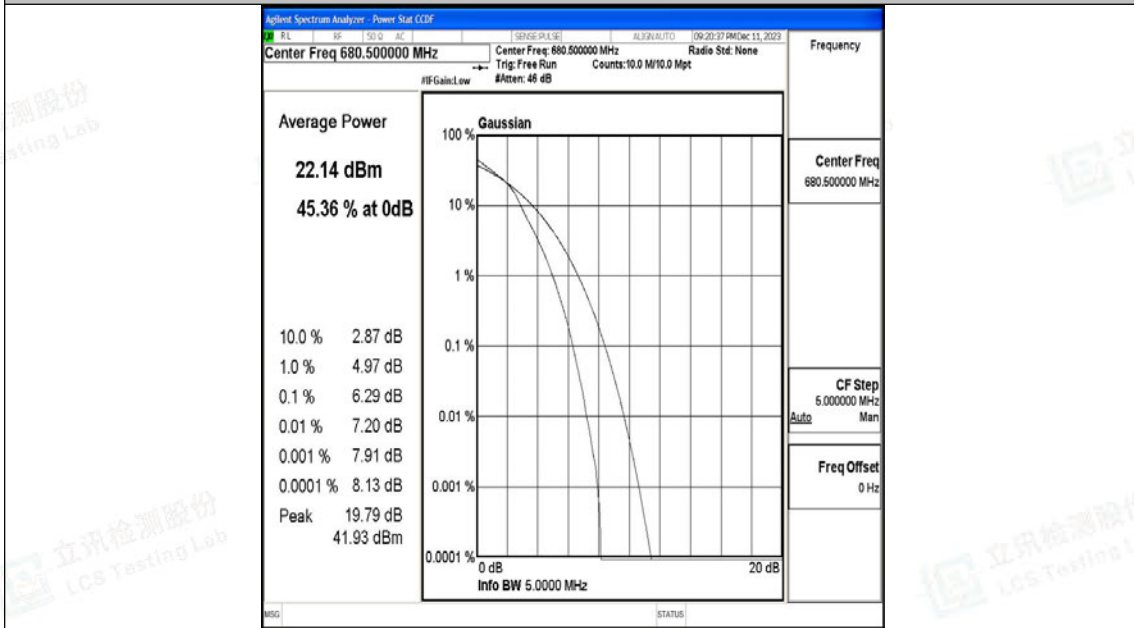 Agilent Spectrum Analyzer - Power Stat CCDF
RL RF 50 Ω AC SENSE:PULSE ALIGNAUTO 09:20:37 PM Dec 11, 2023
Center Freq 680.500000 MHz
Center Freq: 680.500000 MHz Radio Std: None
Trig: Free Run Counts:10.0 M/10.0 Mpt
#IFGain:Low #Atten: 46 dB
Frequency
Average Power
22.14 dBm
45.36 % at 0dB
10.0 % 2.87 dB
1.0 % 4.97 dB
0.1 % 6.29 dB
0.01 % 7.20 dB
0.001 % 7.91 dB
0.0001 % 8.13 dB
Peak 19.79 dB
41.93 dBm
Gaussian
100 %
10 %
1 %
0.1 %
0.01 %
0.001 %
0.0001 %
0 dB 20 dB
Info BW 5.0000 MHz
Center Freq
680.500000 MHz
CF Step
5.000000 MHz
Auto Man
Freq Offset
0 Hz
MSG STATUS
立讯检测股份
LCS Testing Lab
立讯检测股份
LCS Testing L